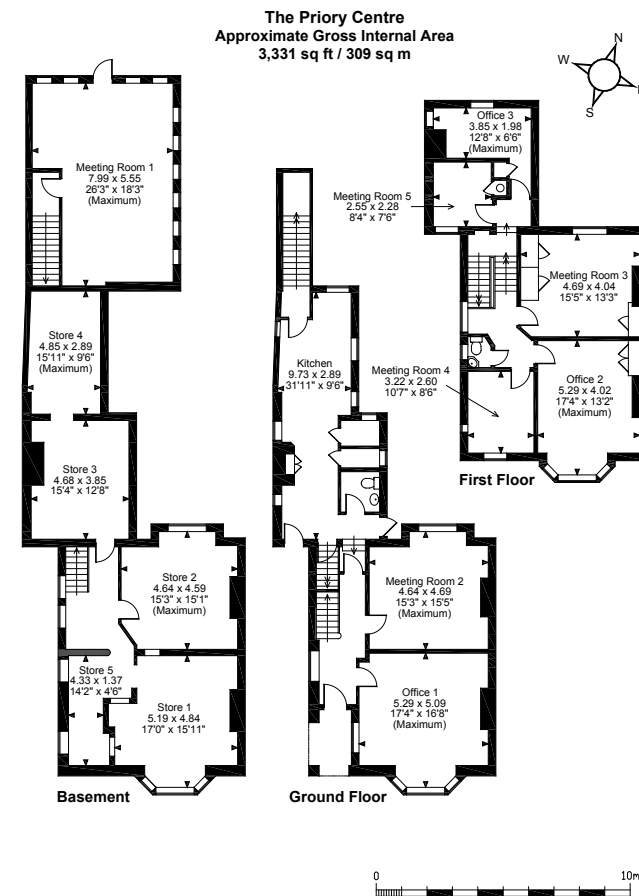 The Priory Centre
Approximate Gross Internal Area
3,331 sq ft / 309 sq m
N
W
S
Meeting Room 1
7.99 x 5.55
26'3" x 18'3"
(Maximum)
Store 4
4.85 x 2.89
15'11" x 9'6"
(Maximum)
Store 3
4.68 x 3.85
15'4" x 12'8"
Store 2
4.64 x 4.59
15'3" x 15'1"
(Maximum)
Store 5
4.33 x 1.37
14'2" x 4'6"
Store 1
5.19 x 4.84
17'0" x 15'11"
Basement
Kitchen
9.73 x 2.89
31'11" x 9'6"
Meeting Room 2
4.64 x 4.69
15'3" x 15'5"
(Maximum)
Office 1
5.29 x 5.09
17'4" x 16'8"
(Maximum)
Ground Floor
Office 3
3.85 x 1.98
12'8" x 6'6"
(Maximum)
Meeting Room 5
2.55 x 2.28
8'4" x 7'6"
Meeting Room 3
4.69 x 4.04
15'5" x 13'3"
Meeting Room 4
3.22 x 2.60
10'7" x 8'6"
Office 2
5.29 x 4.02
17'4" x 13'2"
(Maximum)
First Floor
0
10m